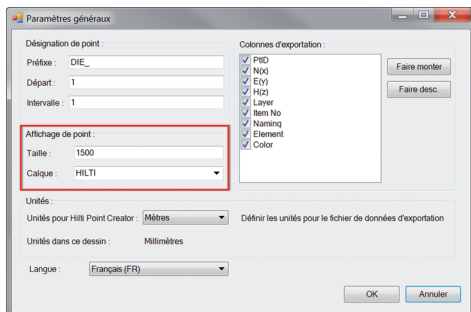 Paramètres généraux
Désignation de point :
Préfixe : DIE_
Départ : 1
Intervalle : 1
Affichage de point :
Taille : 1500
Calque : HILTI
Colonnes d'exportation :
PtID
N(x)
E(y)
H(z)
Layer
Item No
Naming
Element
Color
Faire monter
Faire desc.
Unités :
Unités pour Hilti Point Creator : Mètres
Définir les unités pour le fichier de données d'exportation
Unités dans ce dessin : Millimètres
Langue : Français (FR)
OK
Annuler